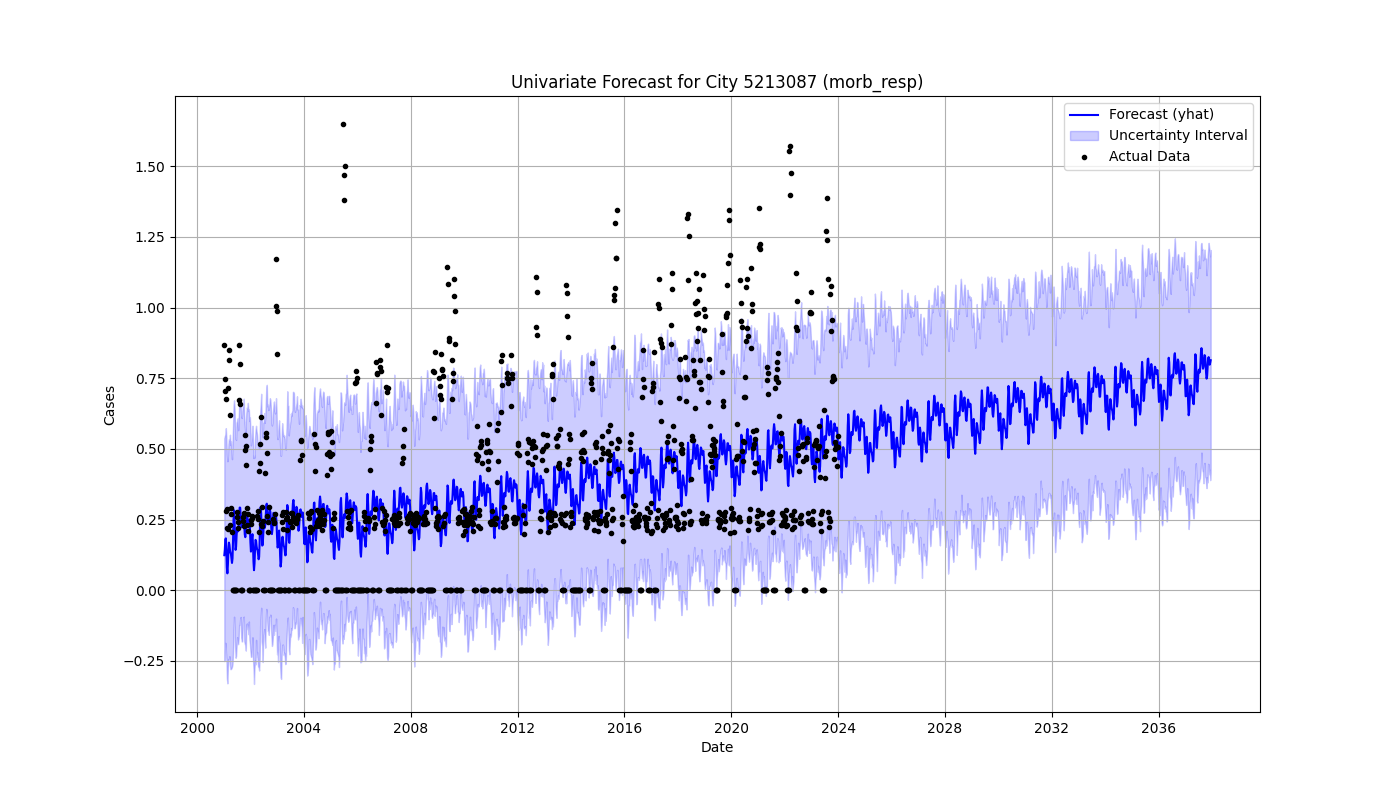 Univariate Forecast for City 5213087 (morb_resp)
Forecast (yhat)
Uncertainty Interval
Actual Data
1.50
1.25
1.00
0.75
0.50
0.25
0.00
−0.25
Cases
2000 2004 2008 2012 2016 2020 2024 2028 2032 2036
Date